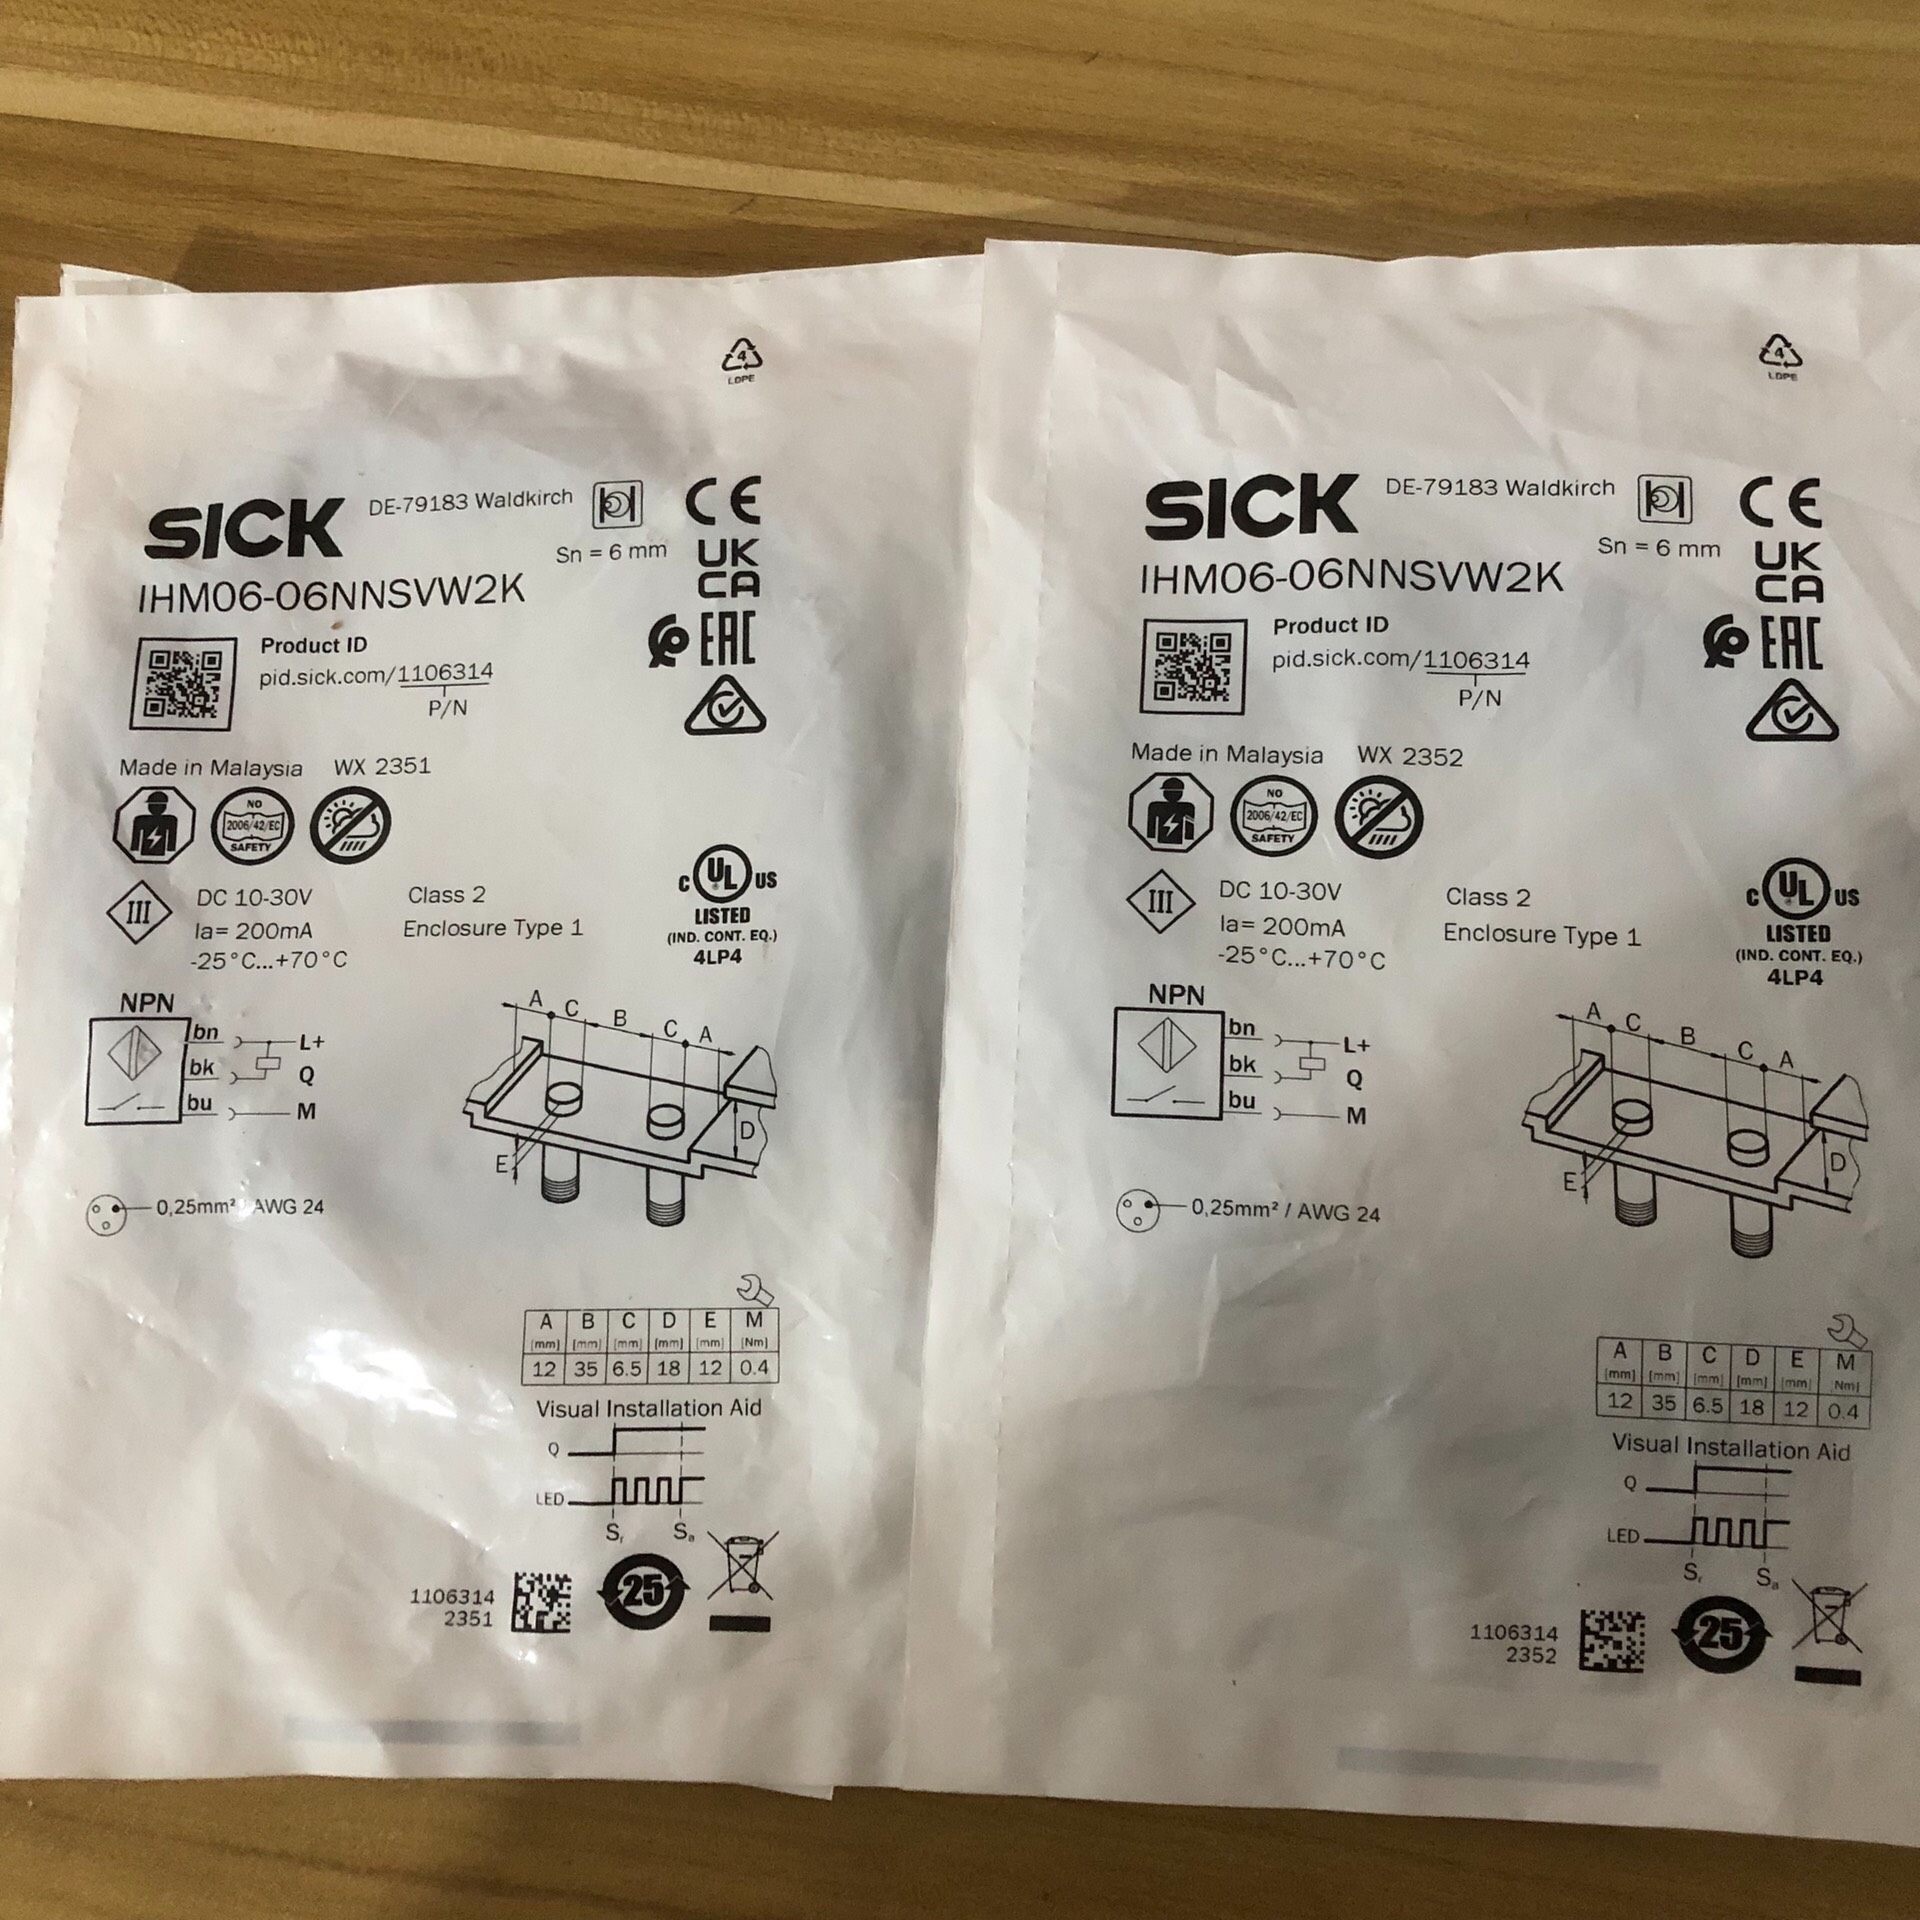 4
LDPE
SICK DE-79183 Waldkirch
CE
Sn = 6 mm
UK
CA
IHM06-06NNSVW2K
EAC
Product ID
pid.sick.com/1106314
P/N
Made in Malaysia WX 2351
NO
2006/42/EC
SAFETY
III
DC 10-30V Class 2
Ia= 200mA Enclosure Type 1
-25°C...+70°C
C UL US
LISTED
(IND. CONT. EQ.)
4LP4
NPN
bn L+
bk Q
bu M
A C B C A
D
E
0,25mm² / AWG 24
A B C D E M
[mm] [mm] [mm] [mm] [mm] [Nm]
12 35 6.5 18 12 0.4
Visual Installation Aid
Q
LED
Sr Sa
1106314
2351
25
4
LDPE
SICK DE-79183 Waldkirch
CE
Sn = 6 mm
UK
CA
IHM06-06NNSVW2K
EAC
Product ID
pid.sick.com/1106314
P/N
Made in Malaysia WX 2352
NO
2006/42/EC
SAFETY
III
DC 10-30V Class 2
Ia= 200mA Enclosure Type 1
-25°C...+70°C
C UL US
LISTED
(IND. CONT. EQ.)
4LP4
NPN
bn L+
bk Q
bu M
A C B C A
D
E
0,25mm² / AWG 24
A B C D E M
[mm] [mm] [mm] [mm] [mm] [Nm]
12 35 6.5 18 12 0.4
Visual Installation Aid
Q
LED
Sr Sa
1106314
2352
25